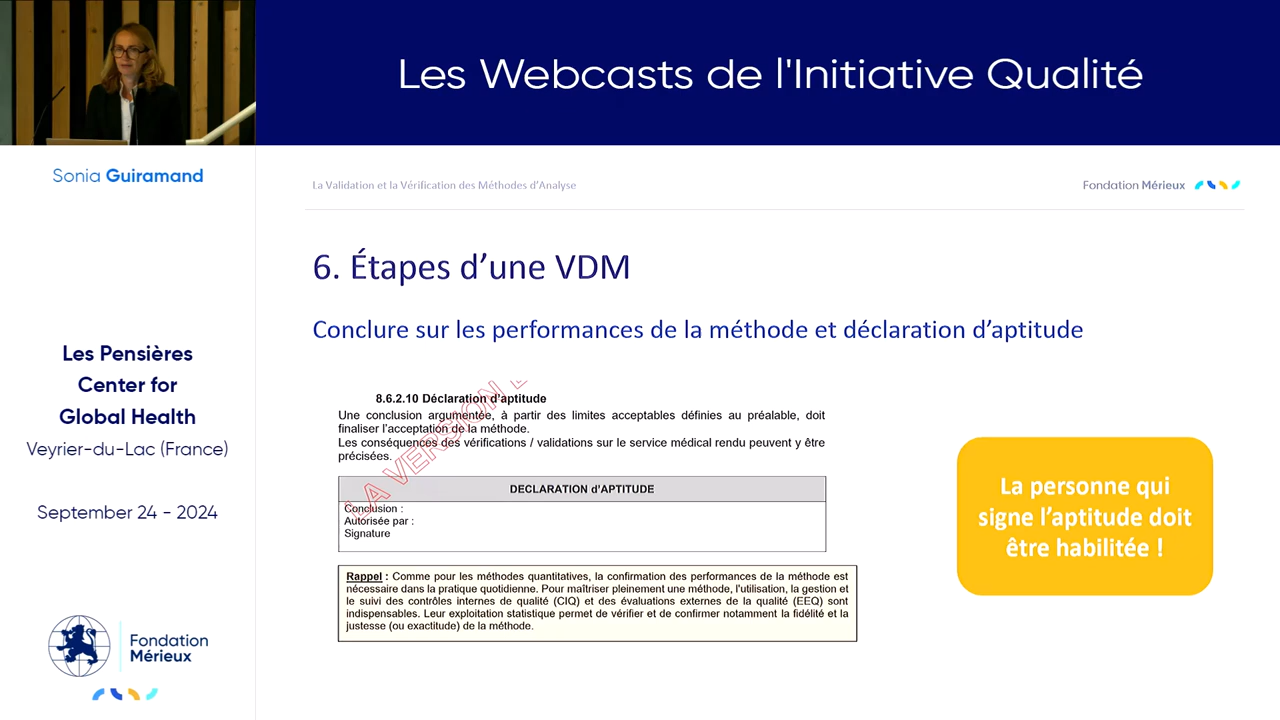 Les Webcasts de l'Initiative Qualité
Sonia Guiramand
La Validation et la Vérification des Méthodes d'Analyse
Fondation Mérieux
6. Étapes d'une VDM
Conclure sur les performances de la méthode et déclaration d'aptitude
8.6.2.10 Déclaration d'aptitude
Une conclusion argumentée, à partir des limites acceptables définies au préalable, doit
finaliser l'acceptation de la méthode.
Les conséquences des vérifications / validations sur le service médical rendu peuvent y être
précisées.
LA VERSION
DECLARATION d'APTITUDE
Conclusion :
Autorisée par :
Signature
Rappel : Comme pour les méthodes quantitatives, la confirmation des performances de la méthode est
nécessaire dans la pratique quotidienne. Pour maîtriser pleinement une méthode, l'utilisation, la gestion et
le suivi des contrôles internes de qualité (CIQ) et des évaluations externes de la qualité (EEQ) sont
indispensables. Leur exploitation statistique permet de vérifier et de confirmer notamment la fidélité et la
justesse (ou exactitude) de la méthode.
La personne qui
signe l'aptitude doit
être habilitée !
Les Pensières
Center for
Global Health
Veyrier-du-Lac (France)
September 24 - 2024
Fondation
Mérieux